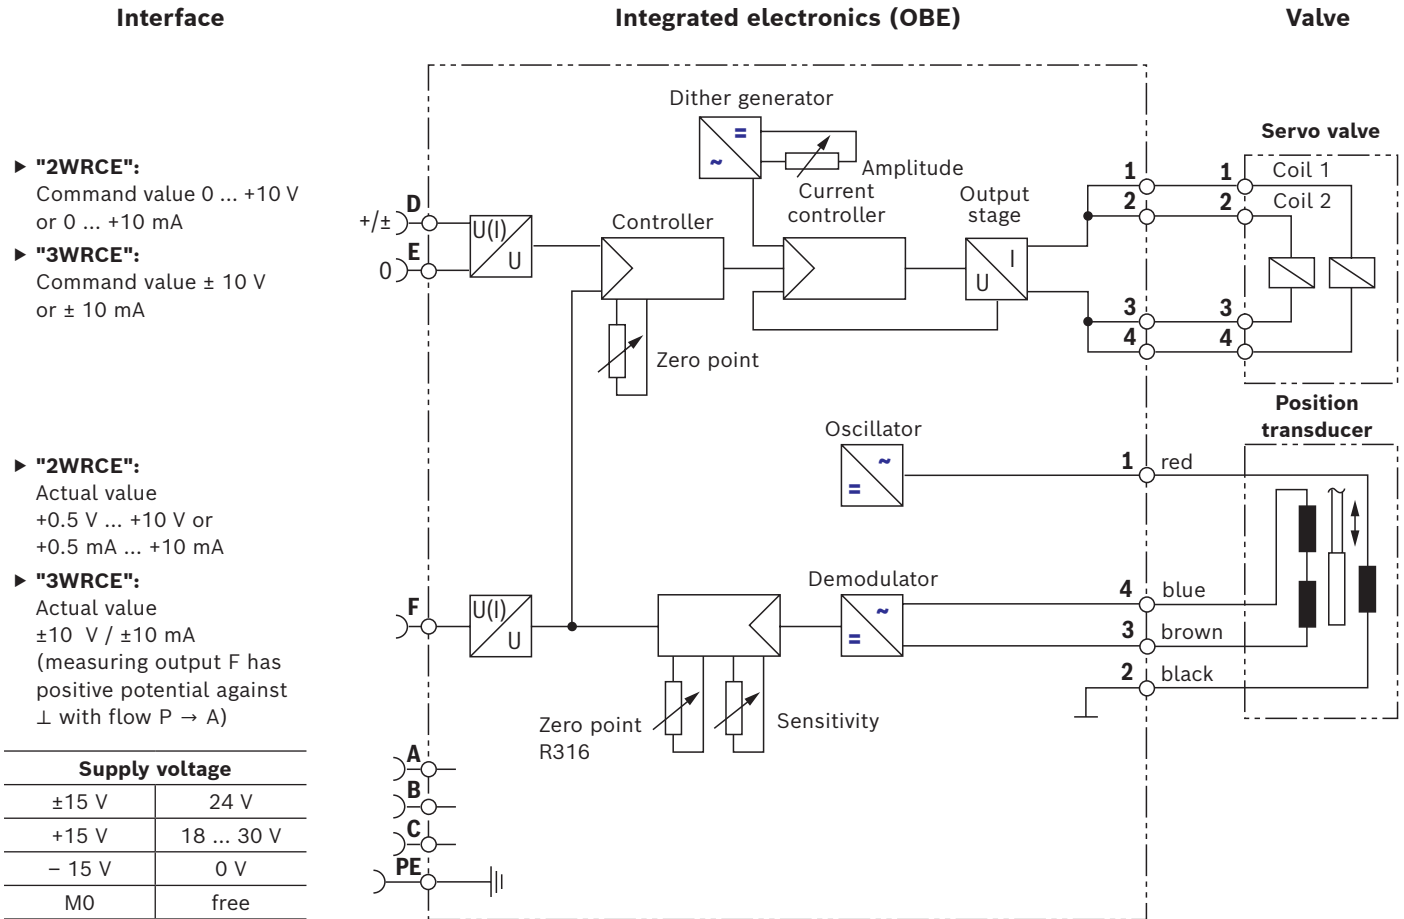 Interface
Integrated electronics (OBE)
Valve
▶ "2WRCE":
Command value 0 ... +10 V
or 0 ... +10 mA
▶ "3WRCE":
Command value ± 10 V
or ± 10 mA
▶ "2WRCE":
Actual value
+0.5 V ... +10 V or
+0.5 mA ... +10 mA
▶ "3WRCE":
Actual value
±10 V / ±10 mA
(measuring output F has
positive potential against
⊥ with flow P → A)
Supply voltage
±15 V 24 V
+15 V 18 ... 30 V
– 15 V 0 V
M0 free
Dither generator
=
~
Amplitude
Current
controller
Output
stage
Controller
+/± D
0 E
U(I)
U
I
U
Zero point
1
2
3
4
Servo valve
1 Coil 1
2 Coil 2
3
4
Position
transducer
Oscillator
~
=
1 red
Demodulator
~
=
4 blue
3 brown
2 black
F
U(I)
U
Zero point
R316
Sensitivity
A
B
C
PE